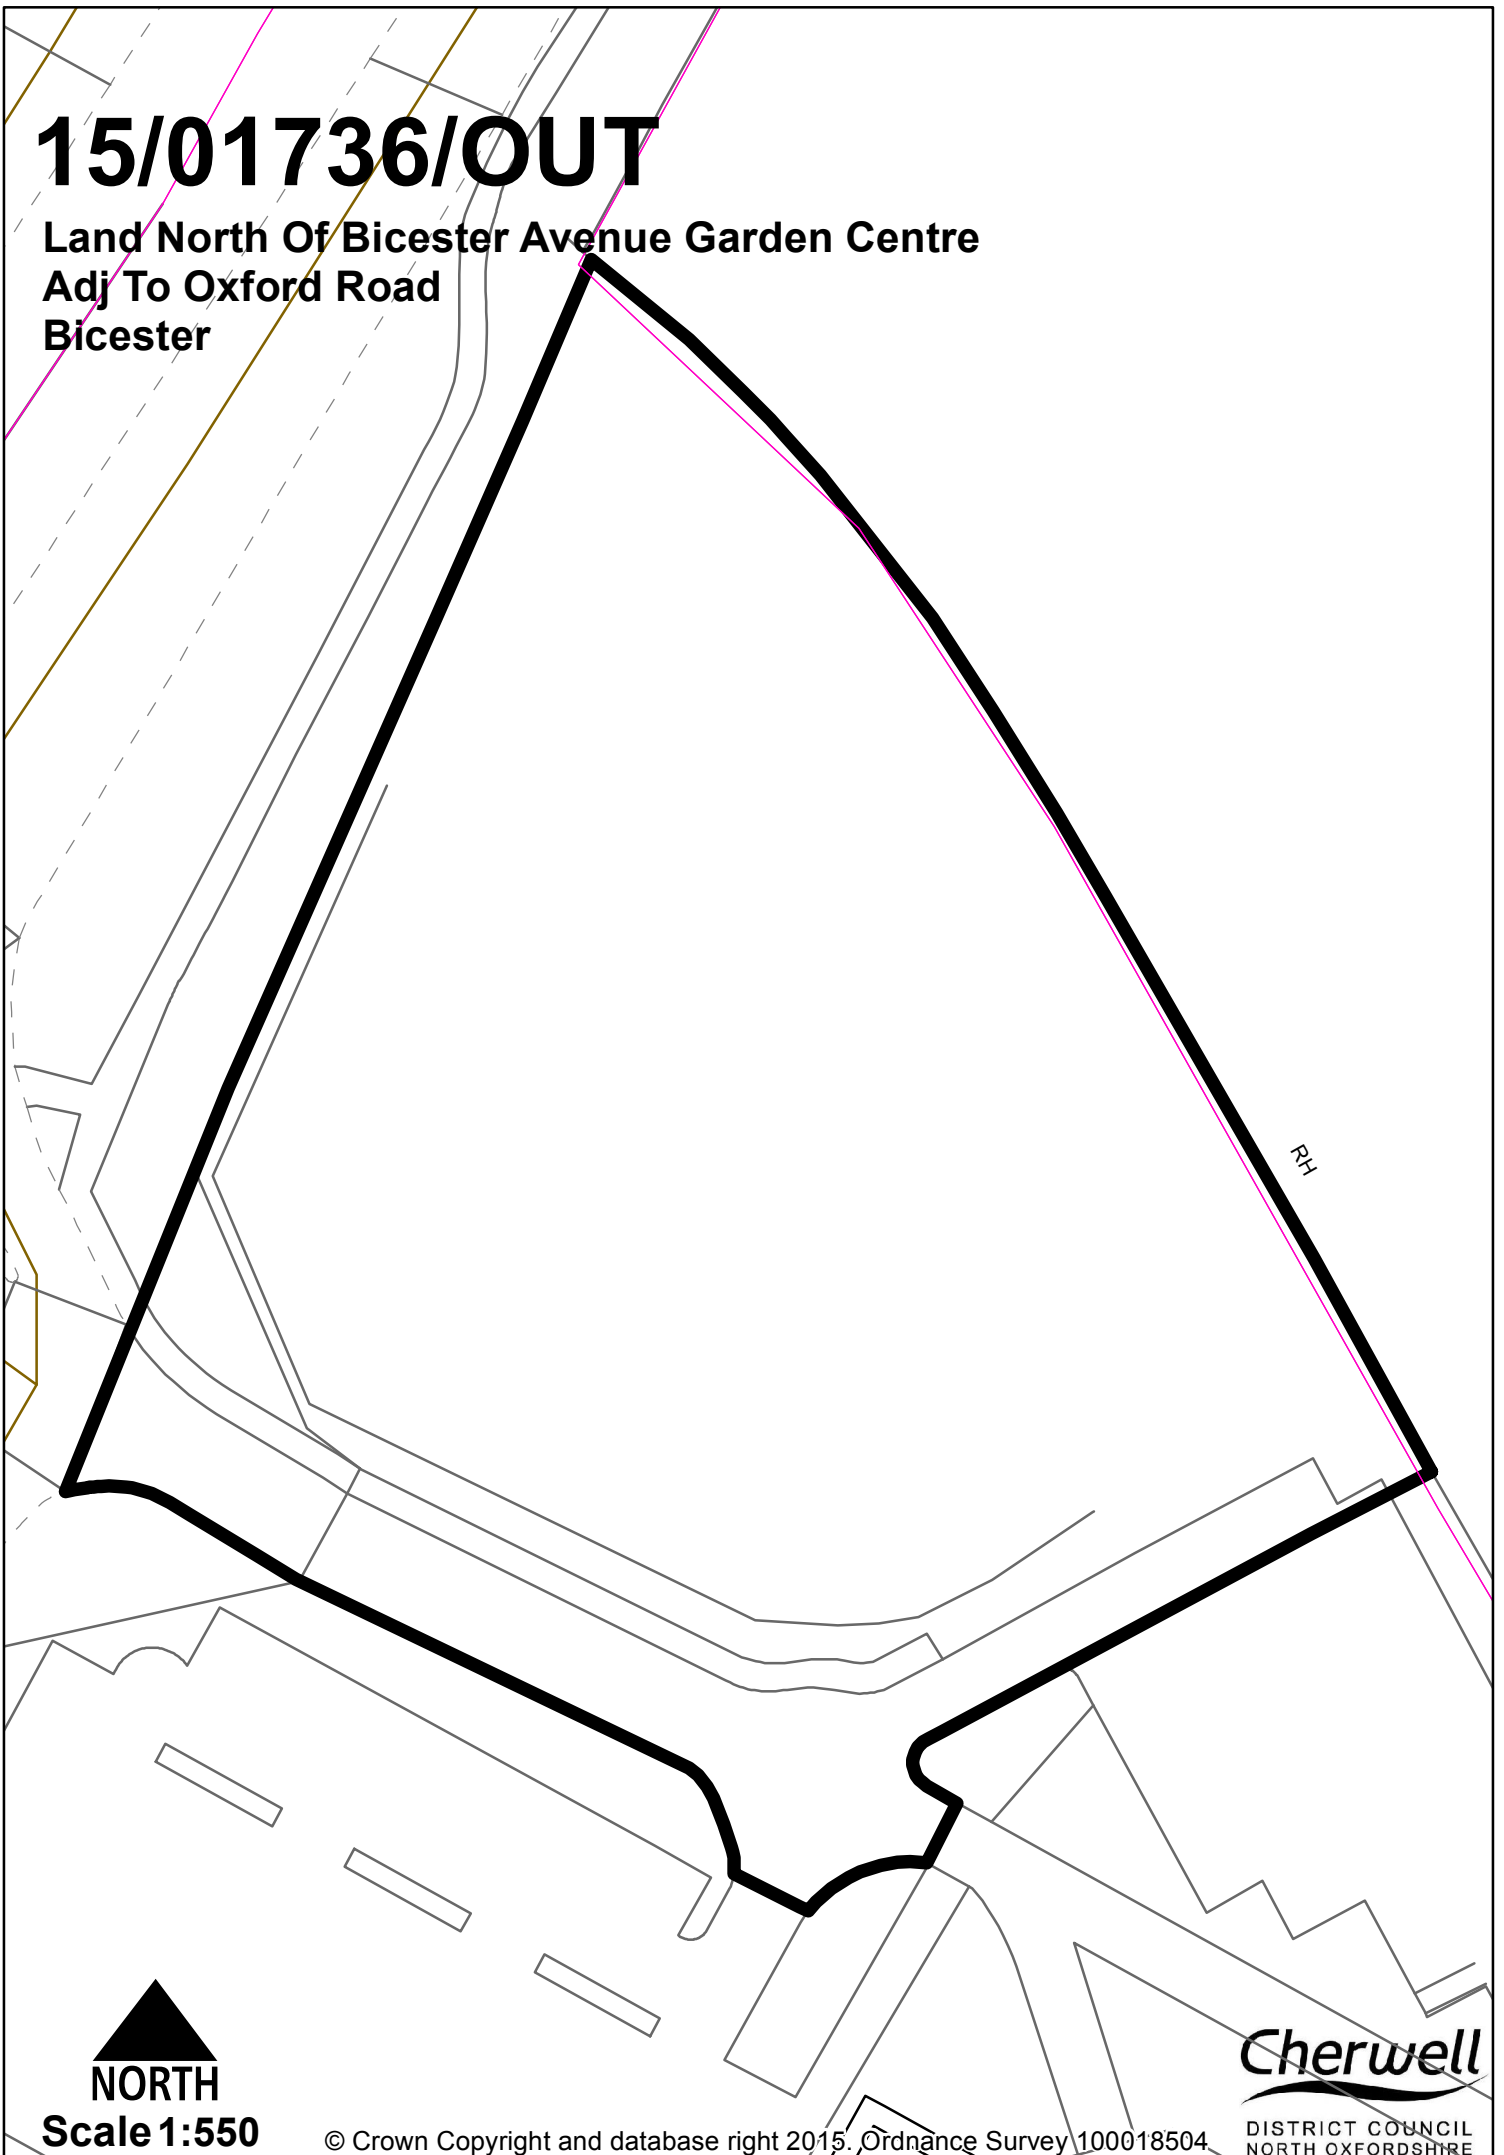 15/01736/OUT
Land North Of Bicester Avenue Garden Centre
Adj To Oxford Road
Bicester
RH
NORTH
Scale 1:550
© Crown Copyright and database right 2015. Ordnance Survey 100018504
Cherwell
DISTRICT COUNCIL
NORTH OXFORDSHIRE